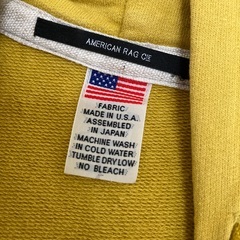 AMERICAN RAG CIE
FABRIC
MADE IN U.S.A.
ASSEMBLED
IN JAPAN
MACHINE WASH
IN COLD WATER
TUMBLE DRY LOW
NO BLEACH